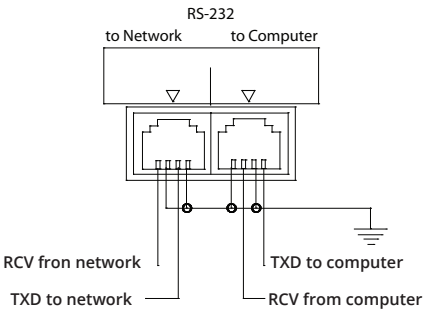 RS-232
to Network to Computer
RCV fron network TXD to computer
TXD to network RCV from computer